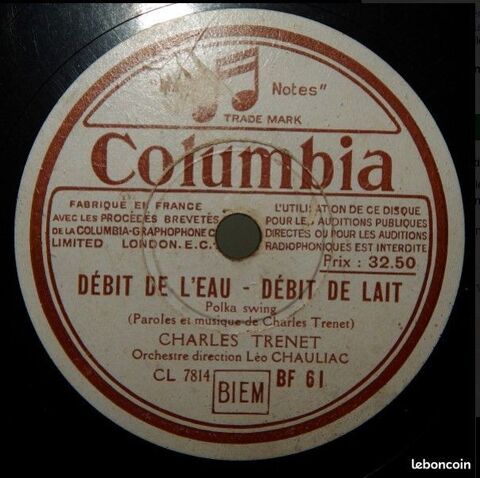 Notes"
TRADE MARK
Columbia
FABRIQUÉ EN FRANCE
AVEC LES PROCÉDÉS BREVETÉS
DE LA COLUMBIA-GRAPHOPHONE C
LIMITED LONDON. E.C.
L'UTILISATION DE CE DISQUE
POUR LES AUDITIONS PUBLIQUES
DIRECTES OU POUR LES AUDITIONS
RADIOPHONIQUES EST INTERDITE
Prix : 32.50
DÉBIT DE L'EAU - DÉBIT DE LAIT
Polka swing
(Paroles et musique de Charles Trenet)
CHARLES TRENET
Orchestre direction Léo CHAULIAC
CL 7814 BIEM BF 61
leboncoin